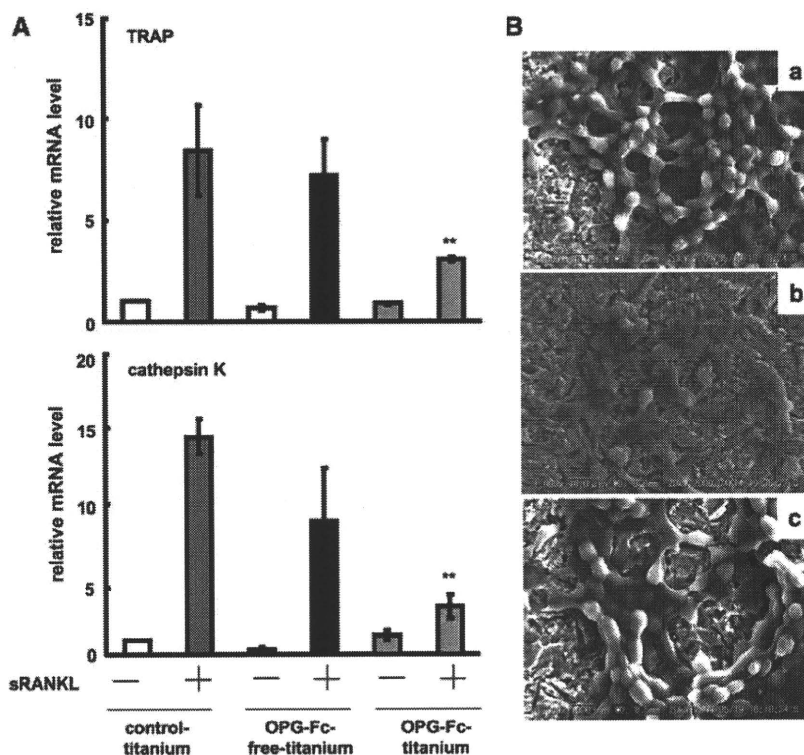 A
B
15
TRAP
10
relative mRNA level
5
**
0
20
cathepsin K
15
10
relative mRNA level
5
**
0
sRANKL
— + — + — +
control-
titanium
OPG-Fc-
free-titanium
OPG-Fc-
titanium
a
b
c